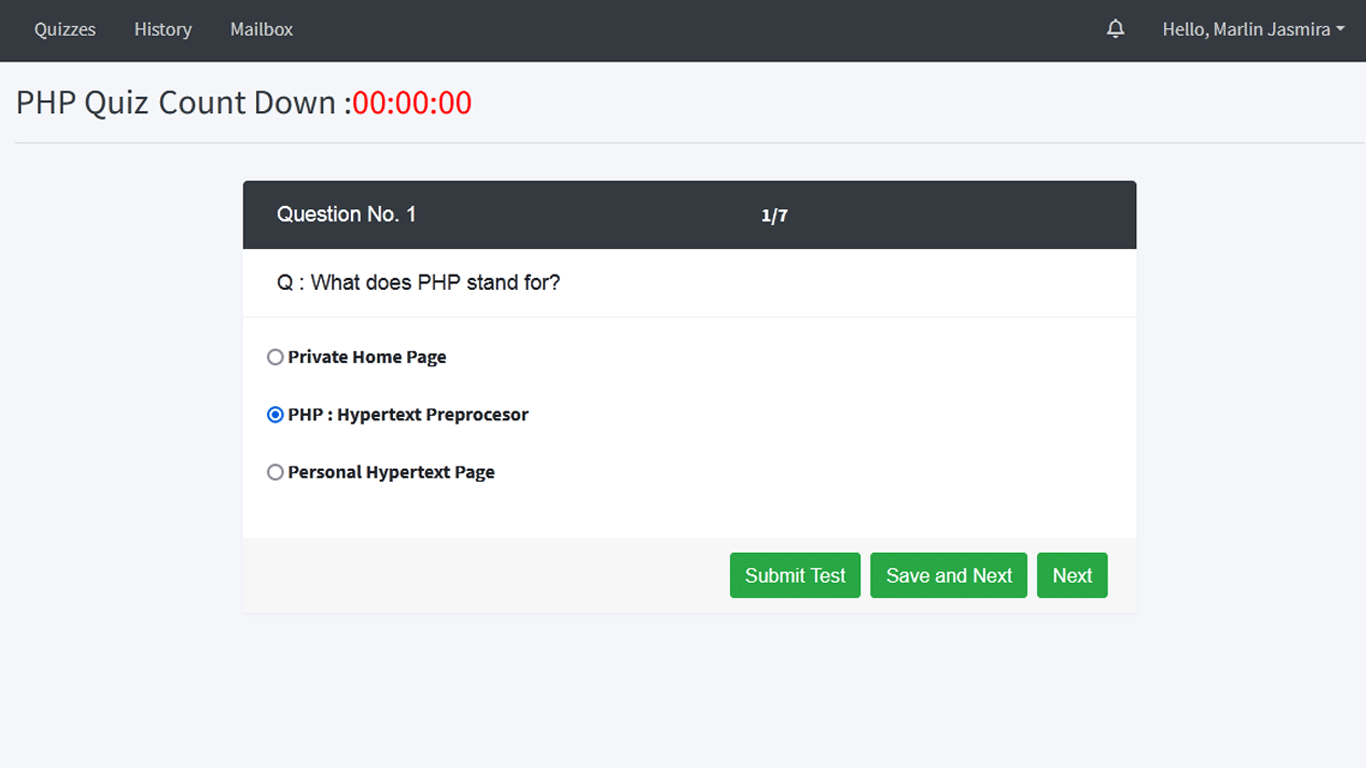 Quizzes History Mailbox Hello, Marlin Jasmira
PHP Quiz Count Down :00:00:00
Question No. 1 1/7
Q : What does PHP stand for?
Private Home Page
PHP : Hypertext Preprocesor
Personal Hypertext Page
Submit Test Save and Next Next